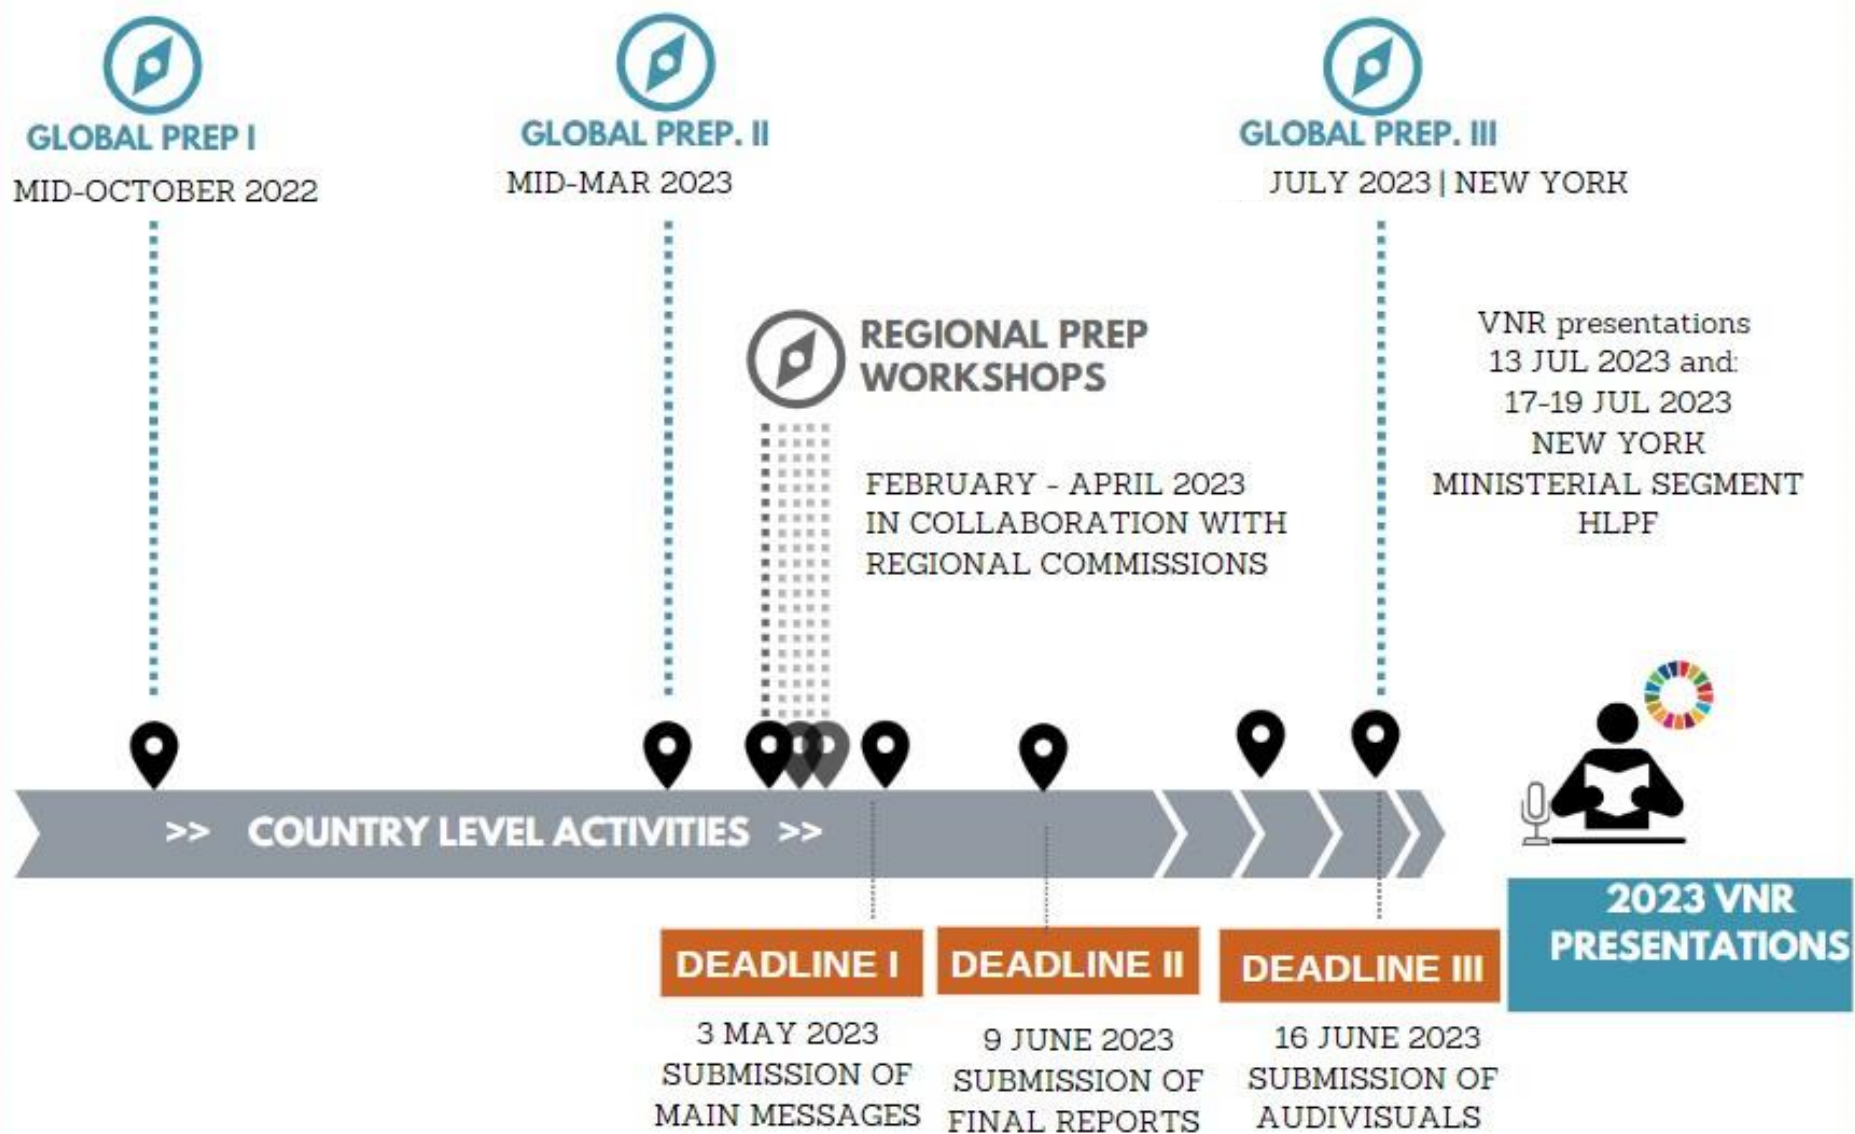 GLOBAL PREP I
MID-OCTOBER 2022
GLOBAL PREP. II
MID-MAR 2023
GLOBAL PREP. III
JULY 2023 | NEW YORK
REGIONAL PREP
WORKSHOPS
FEBRUARY - APRIL 2023
IN COLLABORATION WITH
REGIONAL COMMISSIONS
VNR presentations
13 JUL 2023 and:
17-19 JUL 2023
NEW YORK
MINISTERIAL SEGMENT
HLPF
>> COUNTRY LEVEL ACTIVITIES >>
DEADLINE I
3 MAY 2023
SUBMISSION OF
MAIN MESSAGES
DEADLINE II
9 JUNE 2023
SUBMISSION OF
FINAL REPORTS
DEADLINE III
16 JUNE 2023
SUBMISSION OF
AUDIVISUALS
2023 VNR
PRESENTATIONS